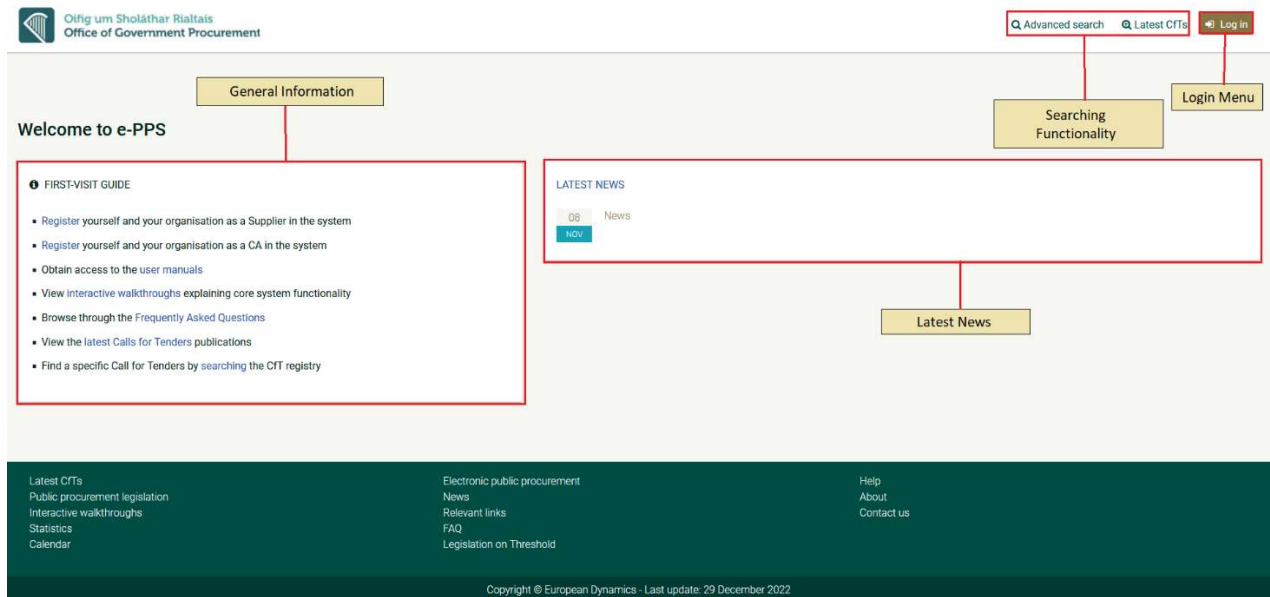 Oifig um Sholáthar Rialtais
Office of Government Procurement
Advanced search
Latest CfTs
Log in
General Information
Login Menu
Searching
Functionality
Welcome to e-PPS
FIRST-VISIT GUIDE
Register yourself and your organisation as a Supplier in the system
Register yourself and your organisation as a CA in the system
Obtain access to the user manuals
View interactive walkthroughs explaining core system functionality
Browse through the Frequently Asked Questions
View the latest Calls for Tenders publications
Find a specific Call for Tenders by searching the CfT registry
LATEST NEWS
08
NOV
News
Latest News
Latest CfTs
Public procurement legislation
Interactive walkthroughs
Statistics
Calendar
Electronic public procurement
News
Relevant links
FAQ
Legislation on Threshold
Help
About
Contact us
Copyright © European Dynamics - Last update: 29 December 2022